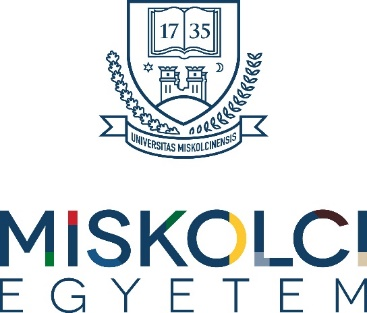 17 35
UNIVERSITAS MISKOLCINENSIS
MISKOLCI
EGYETEM